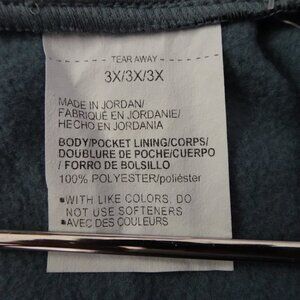 TEAR AWAY
3X/3X/3X
MADE IN JORDAN/
FABRIQUÉ EN JORDANIE/
HECHO EN JORDANIA
BODY/POCKET LINING/CORPS/
DOUBLURE DE POCHE/CUERPO
/ FORRO DE BOLSILLO
100% POLYESTER/poliéster
•WITH LIKE COLORS, DO
NOT USE SOFTENERS
•AVEC DES COULEURS